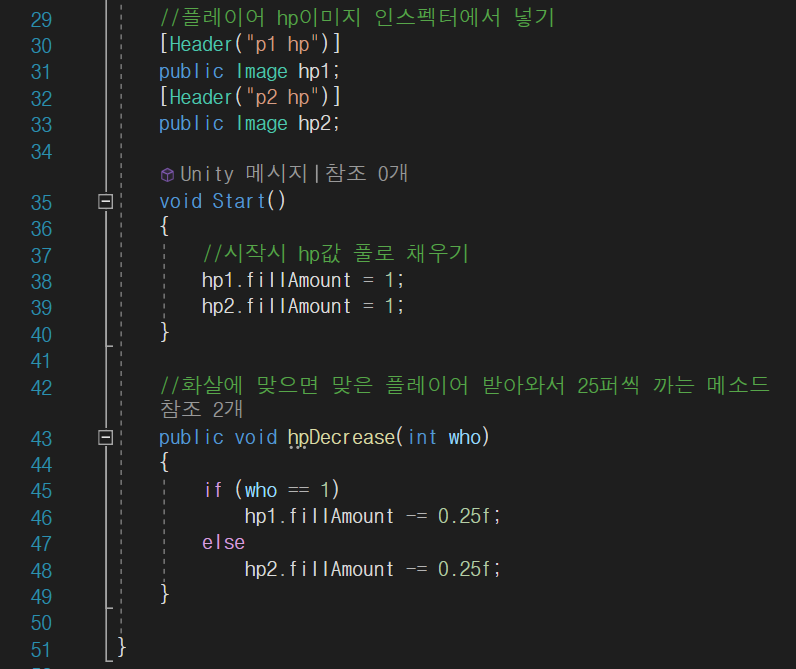 29 //플레이어 hp이미지 인스펙터에서 넣기
30 [Header("p1 hp")]
31 public Image hp1;
32 [Header("p2 hp")]
33 public Image hp2;
34
Unity 메시지|참조 0개
35 void Start()
36 {
37 //시작시 hp값 풀로 채우기
38 hp1.fillAmount = 1;
39 hp2.fillAmount = 1;
40 }
41
42 //화살에 맞으면 맞은 플레이어 받아와서 25퍼씩 까는 메소드
참조 2개
43 public void hpDecrease(int who)
44 {
45 if (who == 1)
46 hp1.fillAmount -= 0.25f;
47 else
48 hp2.fillAmount -= 0.25f;
49 }
50
51 }